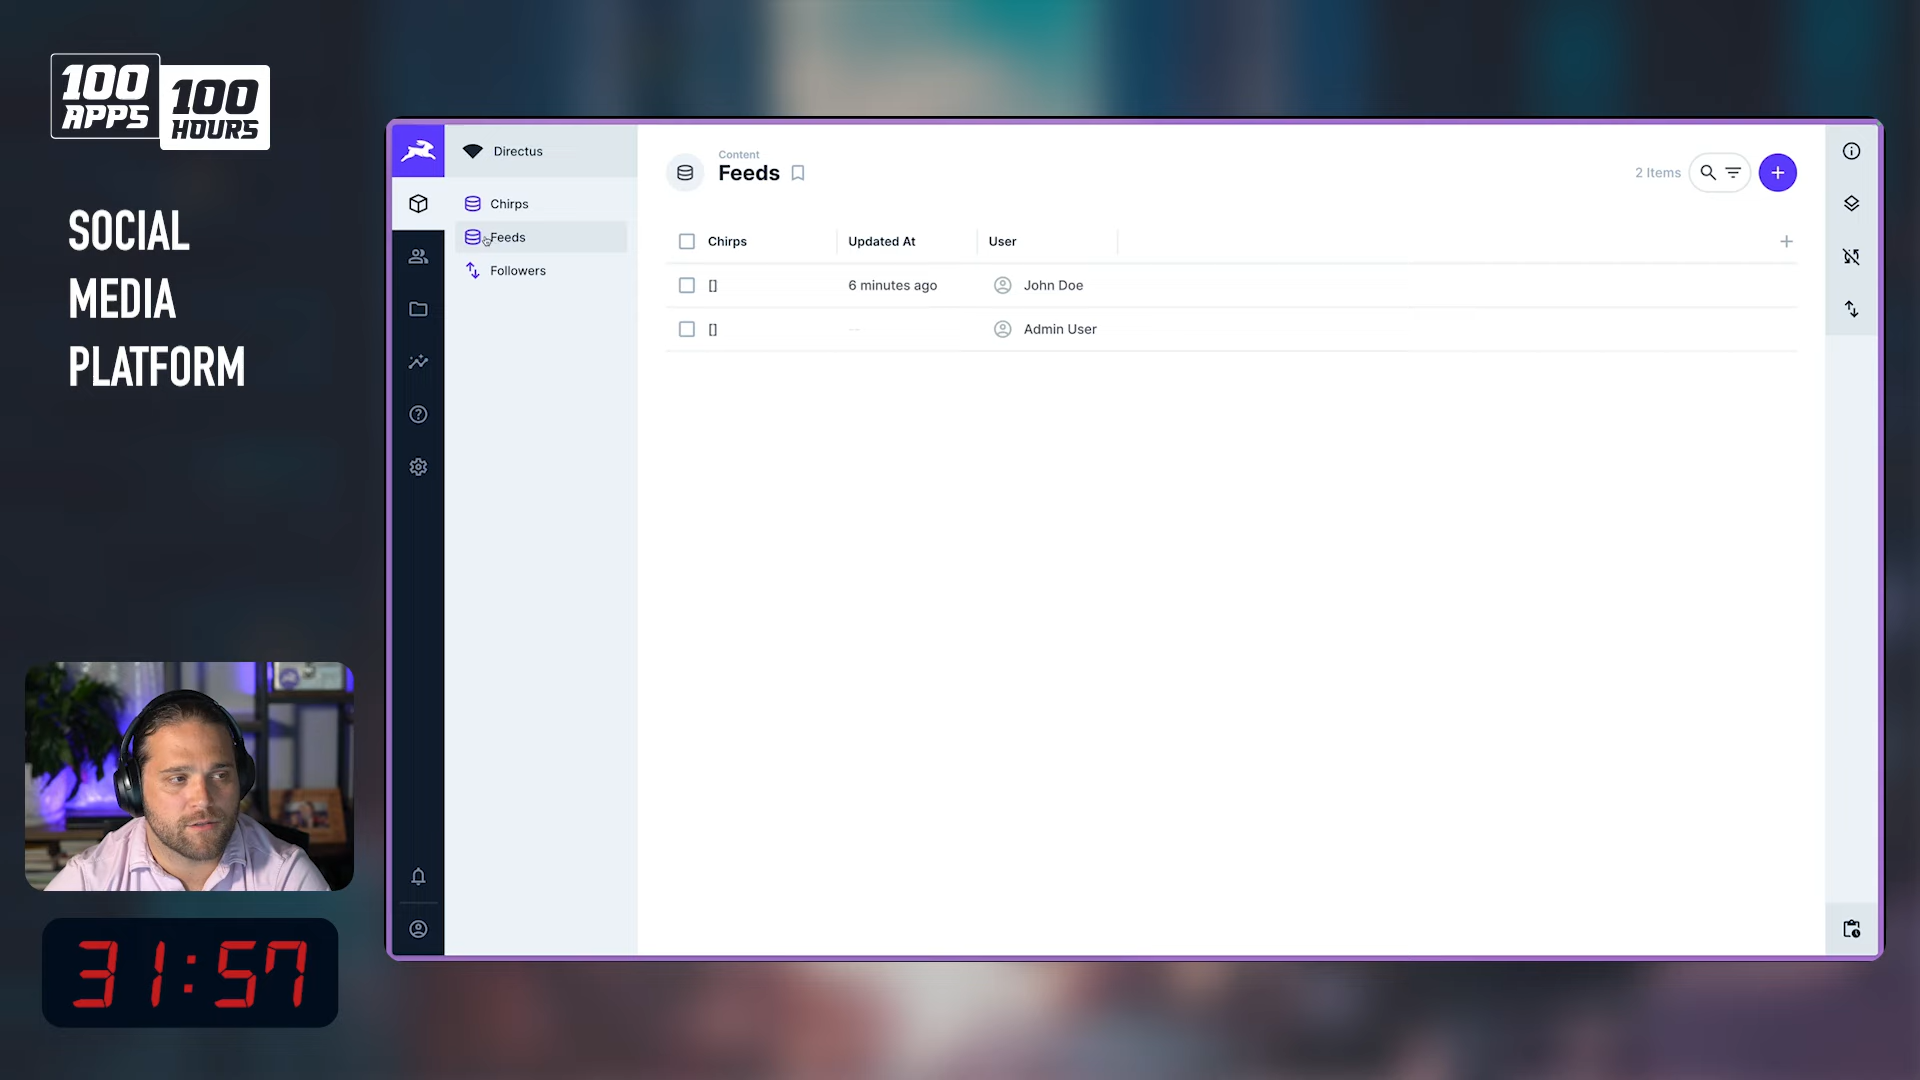 100
APPS
100
HOURS
SOCIAL
MEDIA
PLATFORM
31:57
Directus
Chirps
Feeds
Followers
Content
Feeds
2 Items
Chirps
Updated At
User
[]
6 minutes ago
John Doe
[]
--
Admin User